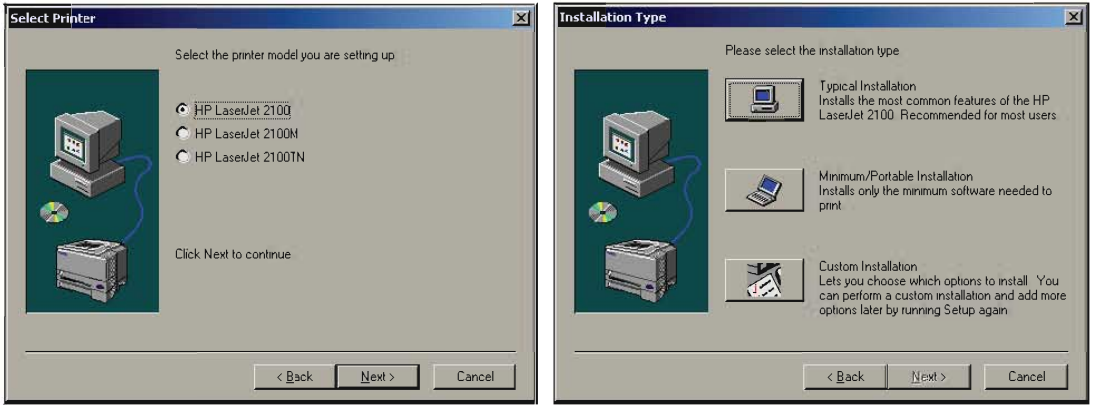 Select Printer
Select the printer model you are setting up
HP LaserJet 2100
HP LaserJet 2100M
HP LaserJet 2100TN
Click Next to continue
< Back
Next >
Cancel
Installation Type
Please select the installation type
Typical Installation
Installs the most common features of the HP
LaserJet 2100 Recommended for most users
Minimum/Portable Installation
Installs only the minimum software needed to
print
Custom Installation
Lets you choose which options to install You
can perform a custom installation and add more
options later by running Setup again
< Back
Next >
Cancel